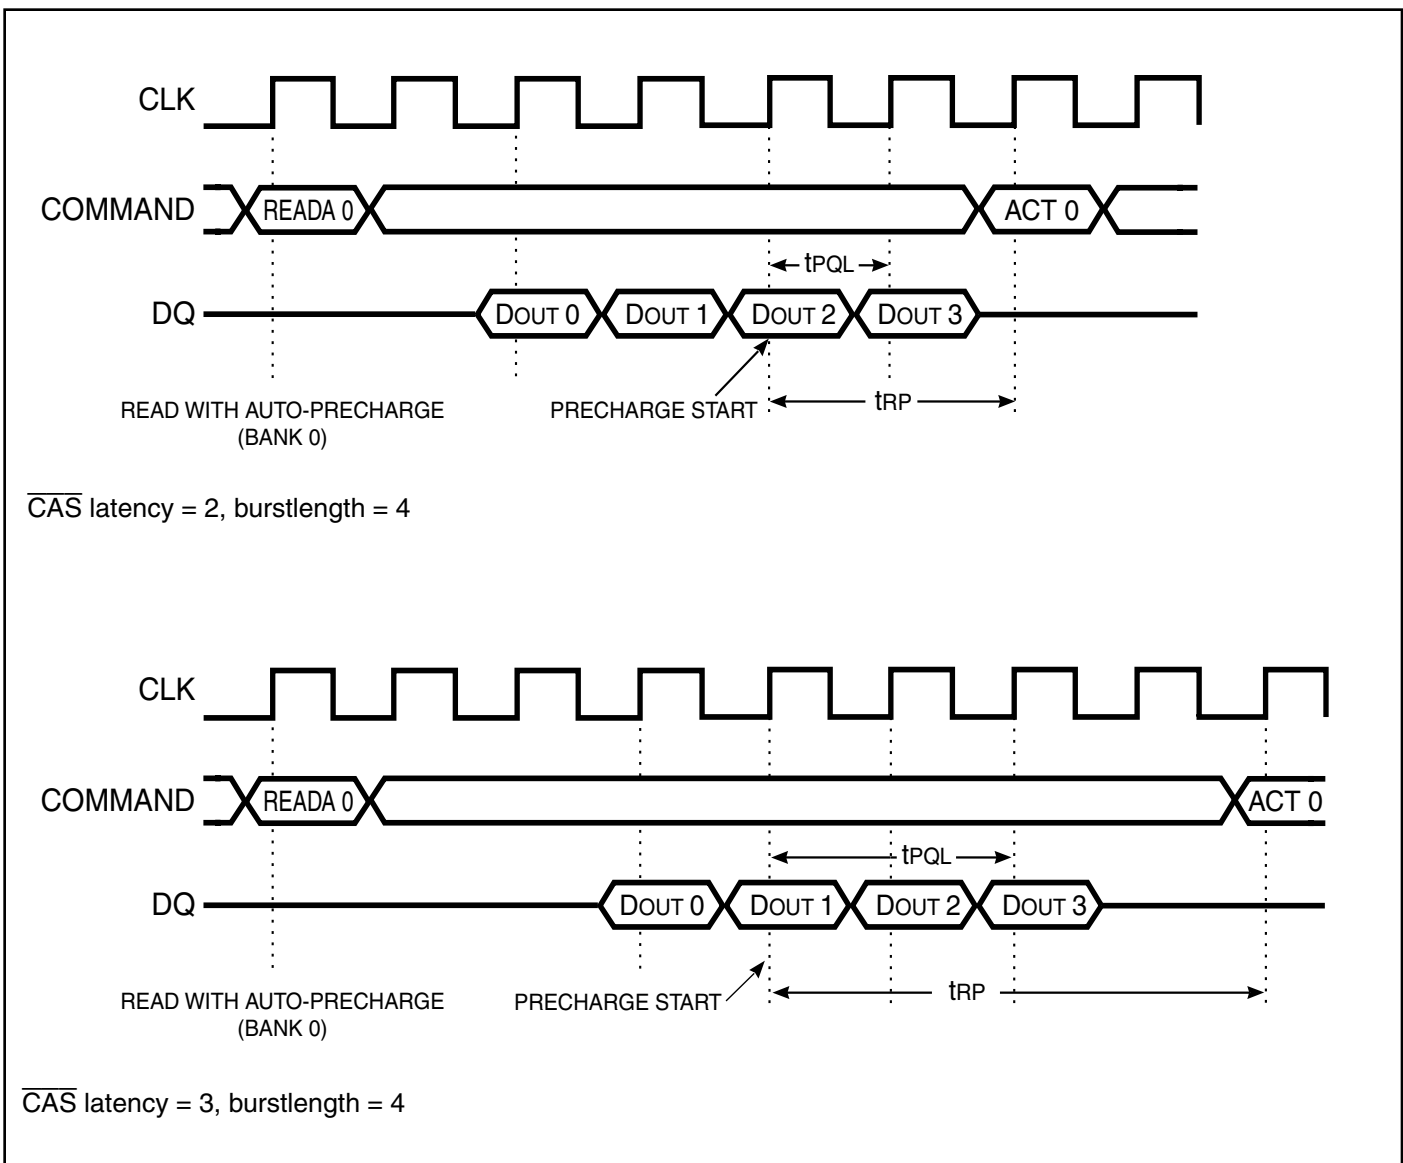 CLK
COMMAND READA 0 ACT 0
tPQL
DQ DOUT 0 DOUT 1 DOUT 2 DOUT 3
READ WITH AUTO-PRECHARGE
(BANK 0)
PRECHARGE START tRP
CAS latency = 2, burstlength = 4
CLK
COMMAND READA 0 ACT 0
tPQL
DQ DOUT 0 DOUT 1 DOUT 2 DOUT 3
READ WITH AUTO-PRECHARGE
(BANK 0)
PRECHARGE START tRP
CAS latency = 3, burstlength = 4